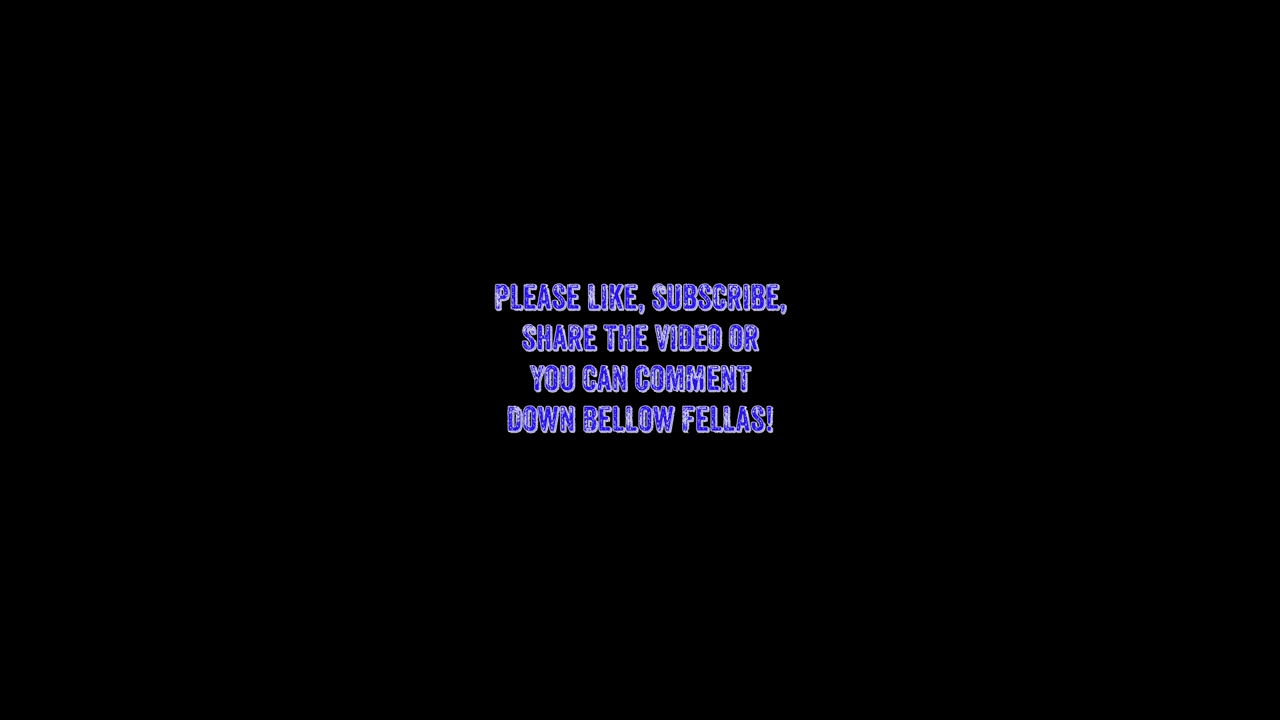 PLEASE LIKE, SUBSCRIBE,
SHARE THE VIDEO OR
YOU CAN COMMENT
DOWN BELLOW FELLAS!